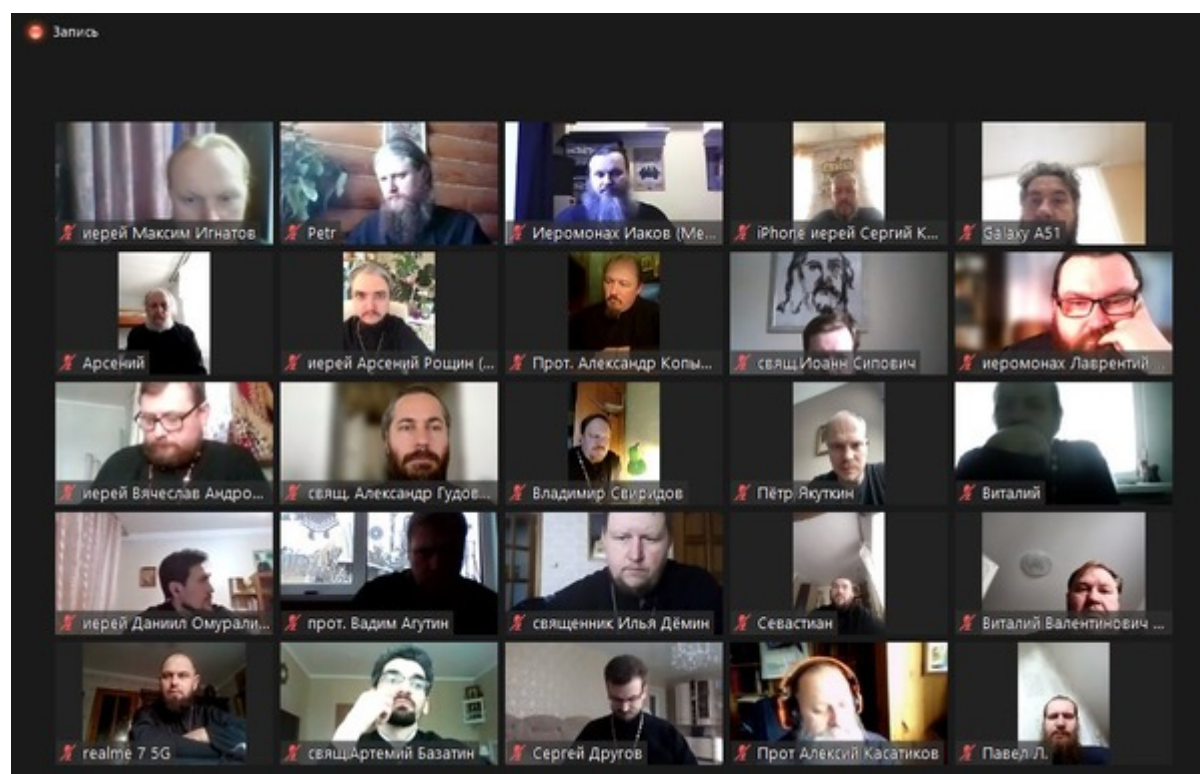 Запись
иерей Максим Игнатов
Petr
Иеромонах Иаков (Ме...
iPhone иерей Сергий К...
Galaxy A51
Арсений
иерей Арсений Рощин (...
Прот. Александр Копы...
свящ.Иоанн Сипович
иеромонах Лаврентий ...
иерей Вячеслав Андро...
свящ. Александр Гудов...
Владимир Свиридов
Пётр Якуткин
Виталий
иерей Даниил Омурали...
прот. Вадим Агутин
священник Илья Дёмин
Севастиан
Виталий Валентинович ...
realme 7 5G
свящ.Артемий Базатин
Сергей Другов
Прот Алексий Касатиков
Павел Л.